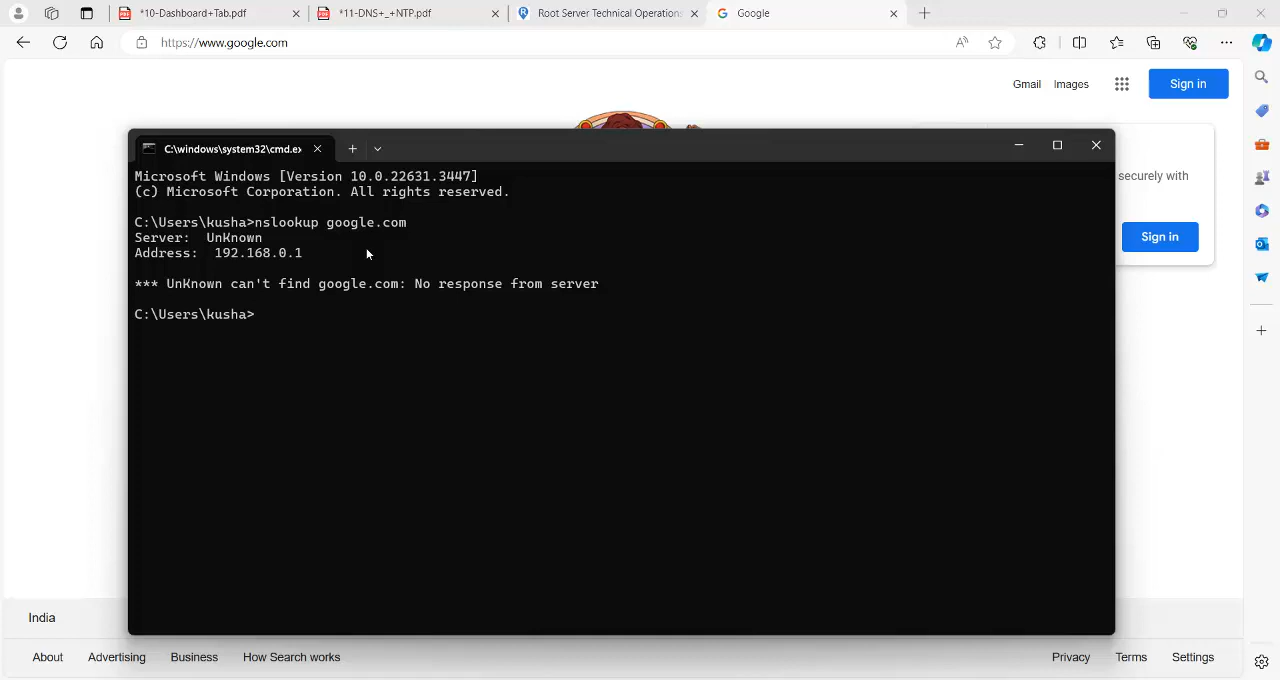 *10-Dashboard+Tab.pdf
*11-DNS+_+NTP.pdf
Root Server Technical Operations
Google
https://www.google.com
Gmail
Images
Sign in
C:\windows\system32\cmd.ex
Microsoft Windows [Version 10.0.22631.3447]
(c) Microsoft Corporation. All rights reserved.
C:\Users\kusha>nslookup google.com
Server:  UnKnown
Address:  192.168.0.1
*** UnKnown can't find google.com: No response from server
C:\Users\kusha>
securely with
Sign in
India
About
Advertising
Business
How Search works
Privacy
Terms
Settings